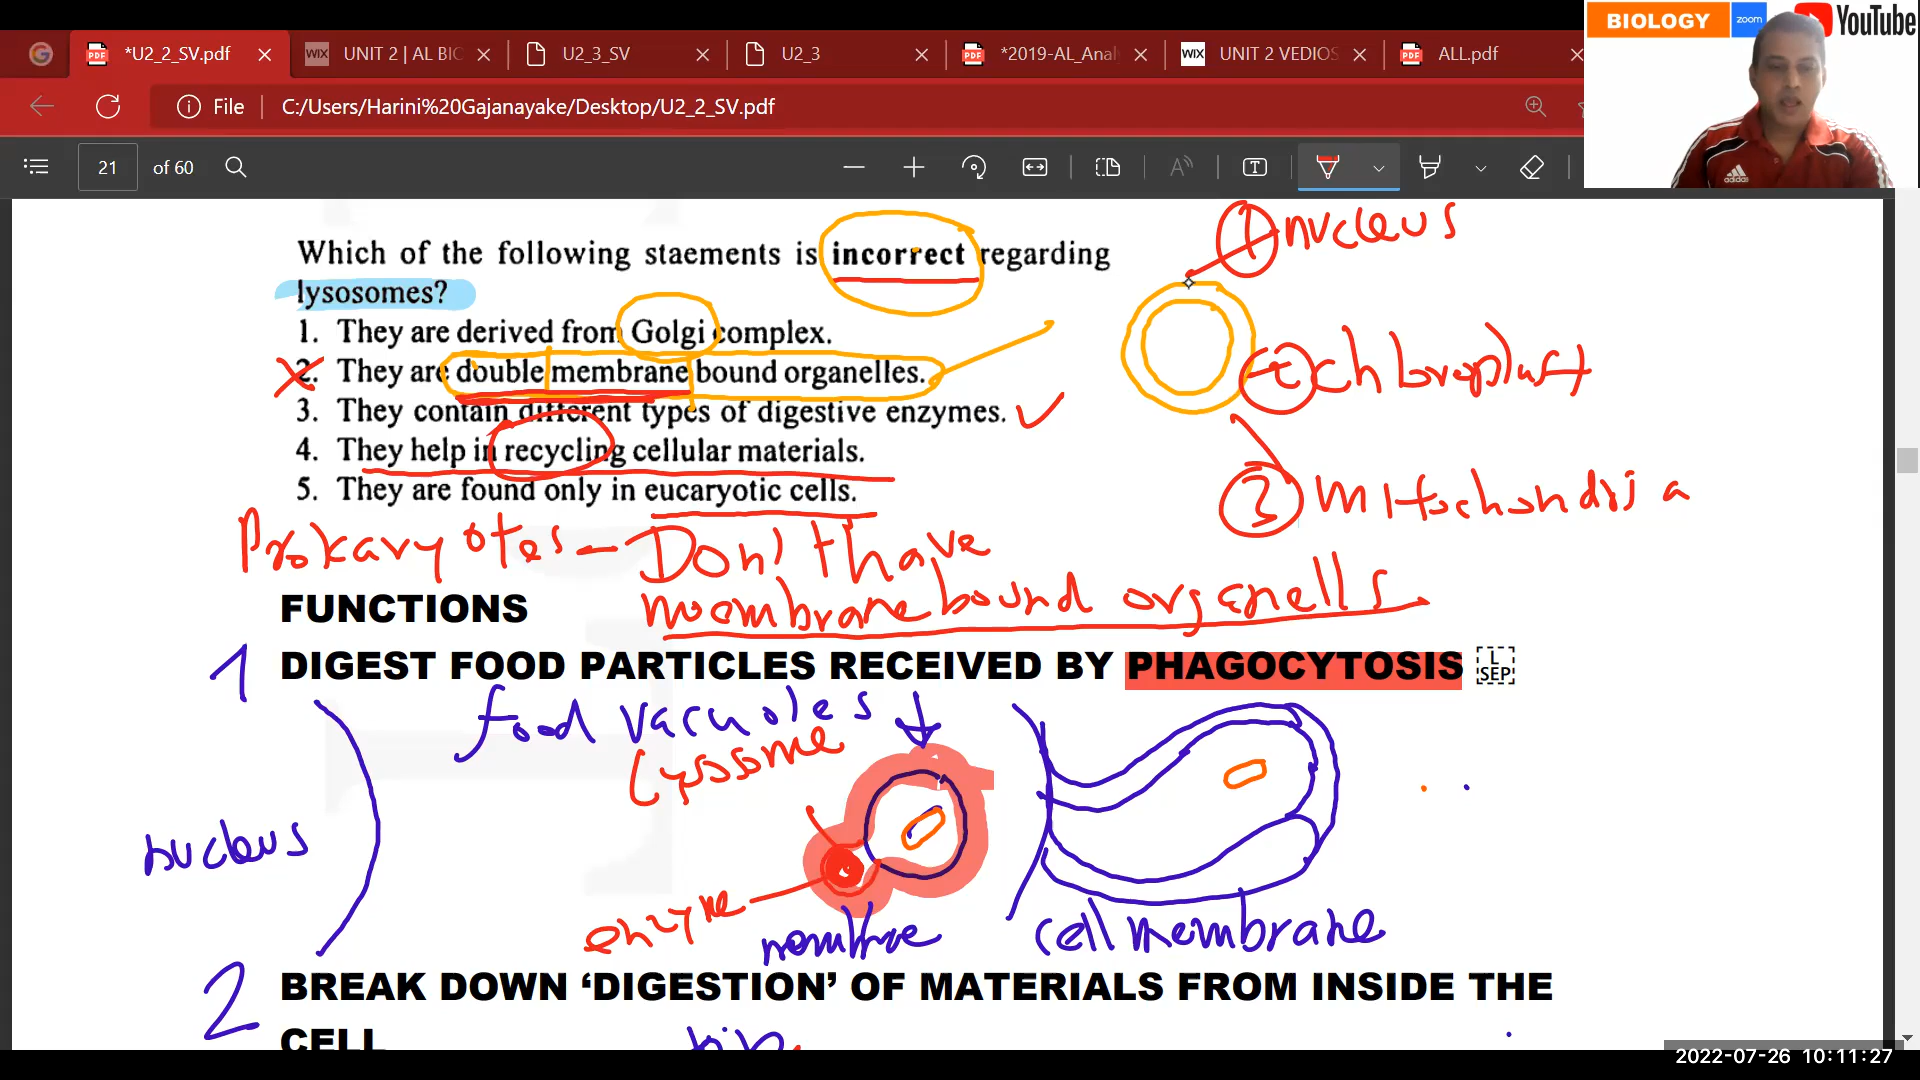 BIOLOGY zoom YouTube
*U2_2_SV.pdf UNIT 2 | AL BIO U2_3_SV U2_3 *2019-AL_Anal UNIT 2 VEDIOS ALL.pdf
File C:/Users/Harini%20Gajanayake/Desktop/U2_2_SV.pdf
21 of 60
Which of the following staements is incorrect regarding
lysosomes?
1. They are derived from Golgi complex.
2. They are double membrane bound organelles.
3. They contain different types of digestive enzymes.
4. They help in recycling cellular materials.
5. They are found only in eucaryotic cells.
1 nucleus
2 chloroplast
3 mitochondria
Prokaryotes - Don't have
membrane bound organells
FUNCTIONS
1 DIGEST FOOD PARTICLES RECEIVED BY PHAGOCYTOSIS L SEP
food vacuoles
Lysosome
nucleus
enzyme
membrane
cell membrane
2 BREAK DOWN ‘DIGESTION’ OF MATERIALS FROM INSIDE THE
CELL
2022-07-26 10:11:27